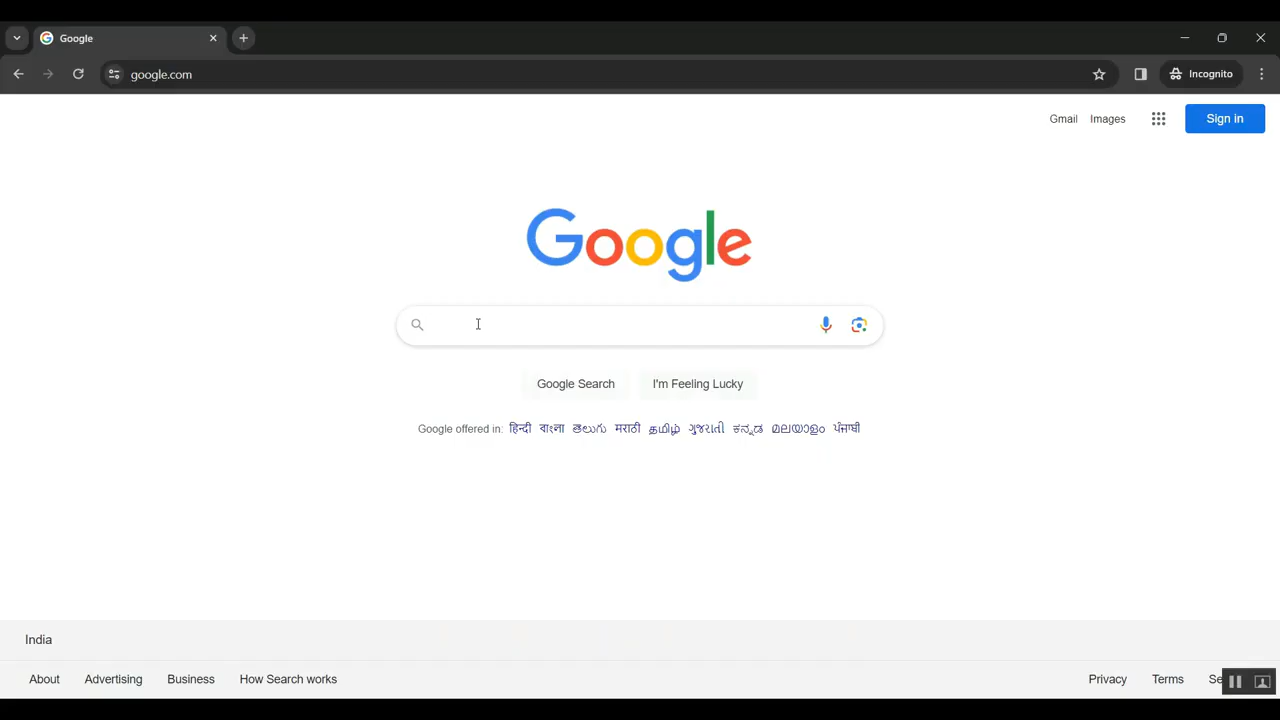 Google
google.com
Incognito
Gmail Images Sign in
Google
Google Search I'm Feeling Lucky
Google offered in: हिन्दी বাংলা తెలుగు मराठी தமிழ் ગુજરાતી ಕನ್ನಡ മലയാളം ਪੰਜਾਬੀ
India
About Advertising Business How Search works Privacy Terms Se